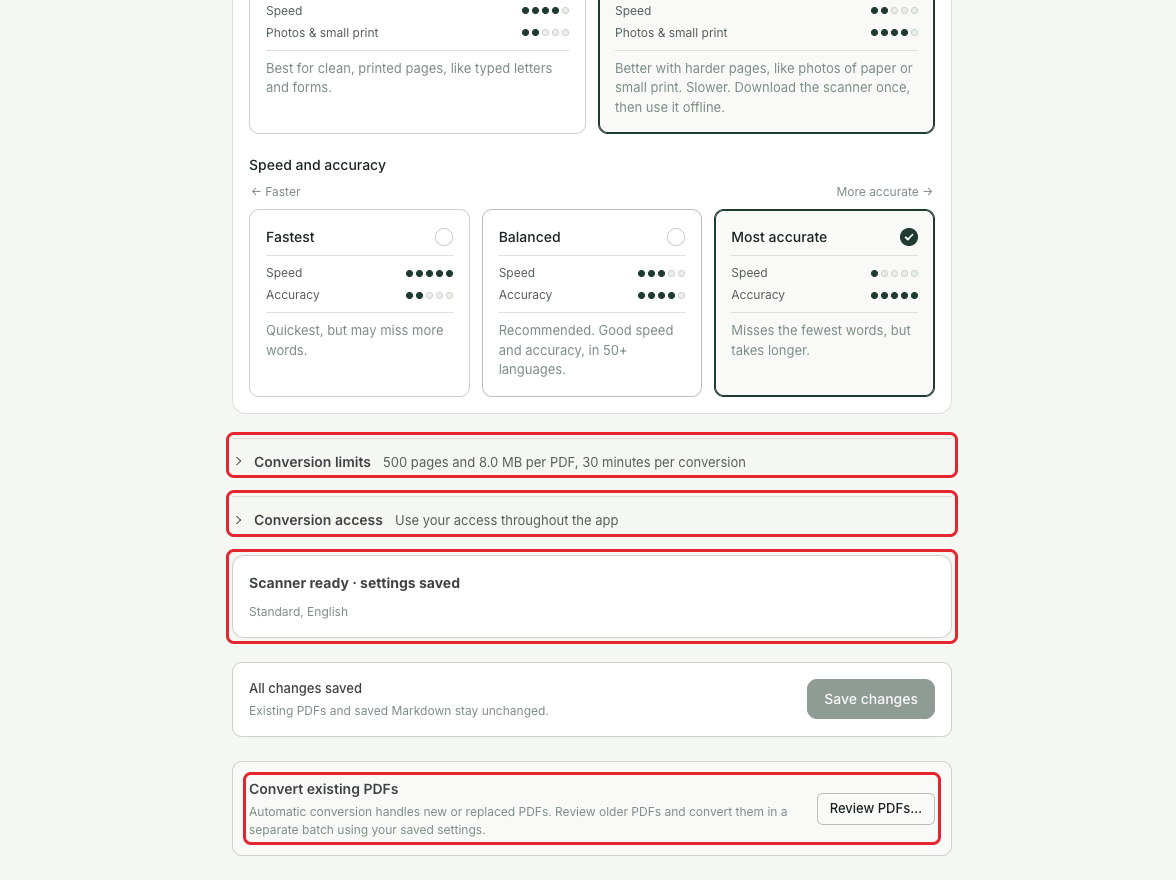 Speed
Photos & small print
Best for clean, printed pages, like typed letters
and forms.
Speed
Photos & small print
Better with harder pages, like photos of paper or
small print. Slower. Download the scanner once,
then use it offline.
Speed and accuracy
← Faster
More accurate →
Fastest
Speed
Accuracy
Quickest, but may miss more
words.
Balanced
Speed
Accuracy
Recommended. Good speed
and accuracy, in 50+
languages.
Most accurate
Speed
Accuracy
Misses the fewest words, but
takes longer.
Conversion limits 500 pages and 8.0 MB per PDF, 30 minutes per conversion
Conversion access Use your access throughout the app
Scanner ready · settings saved
Standard, English
All changes saved
Existing PDFs and saved Markdown stay unchanged.
Save changes
Convert existing PDFs
Automatic conversion handles new or replaced PDFs. Review older PDFs and convert them in a
separate batch using your saved settings.
Review PDFs...